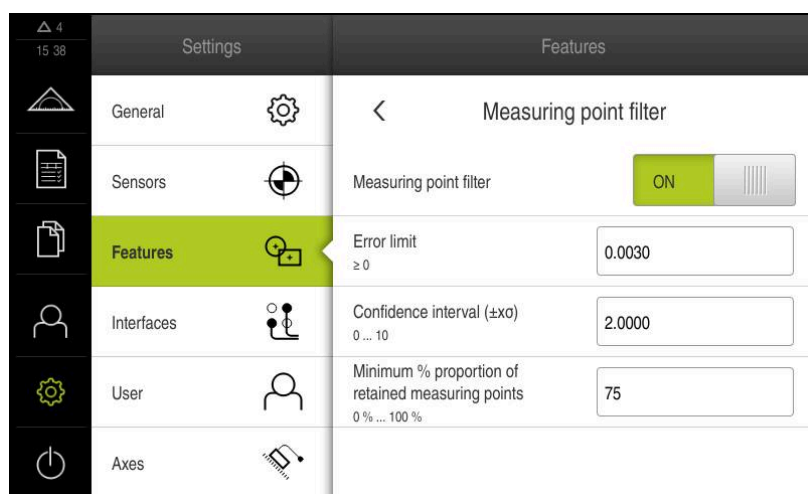 △ 4
15 38
Settings
Features
General
Measuring point filter
Sensors
Measuring point filter
ON
Features
Error limit
≥ 0
0.0030
Interfaces
Confidence interval (±xσ)
0 ... 10
2.0000
User
Minimum % proportion of
retained measuring points
0 % ... 100 %
75
Axes